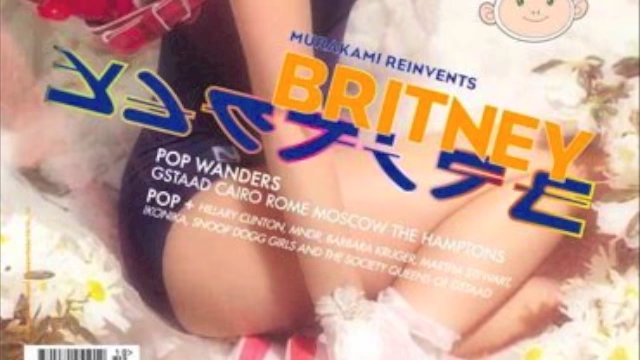 MURAKAMI REINVENTS
BRITNEY
POP WANDERS
GSTAAD CAIRO ROME MOSCOW THE HAMPTONS
POP + HILLARY CLINTON, MNDR, BARBARA KRUGER, MARTHA STEWART,
IKONIKA, SNOOP DOGG GIRLS AND THE SOCIETY QUEENS OF GSTAAD